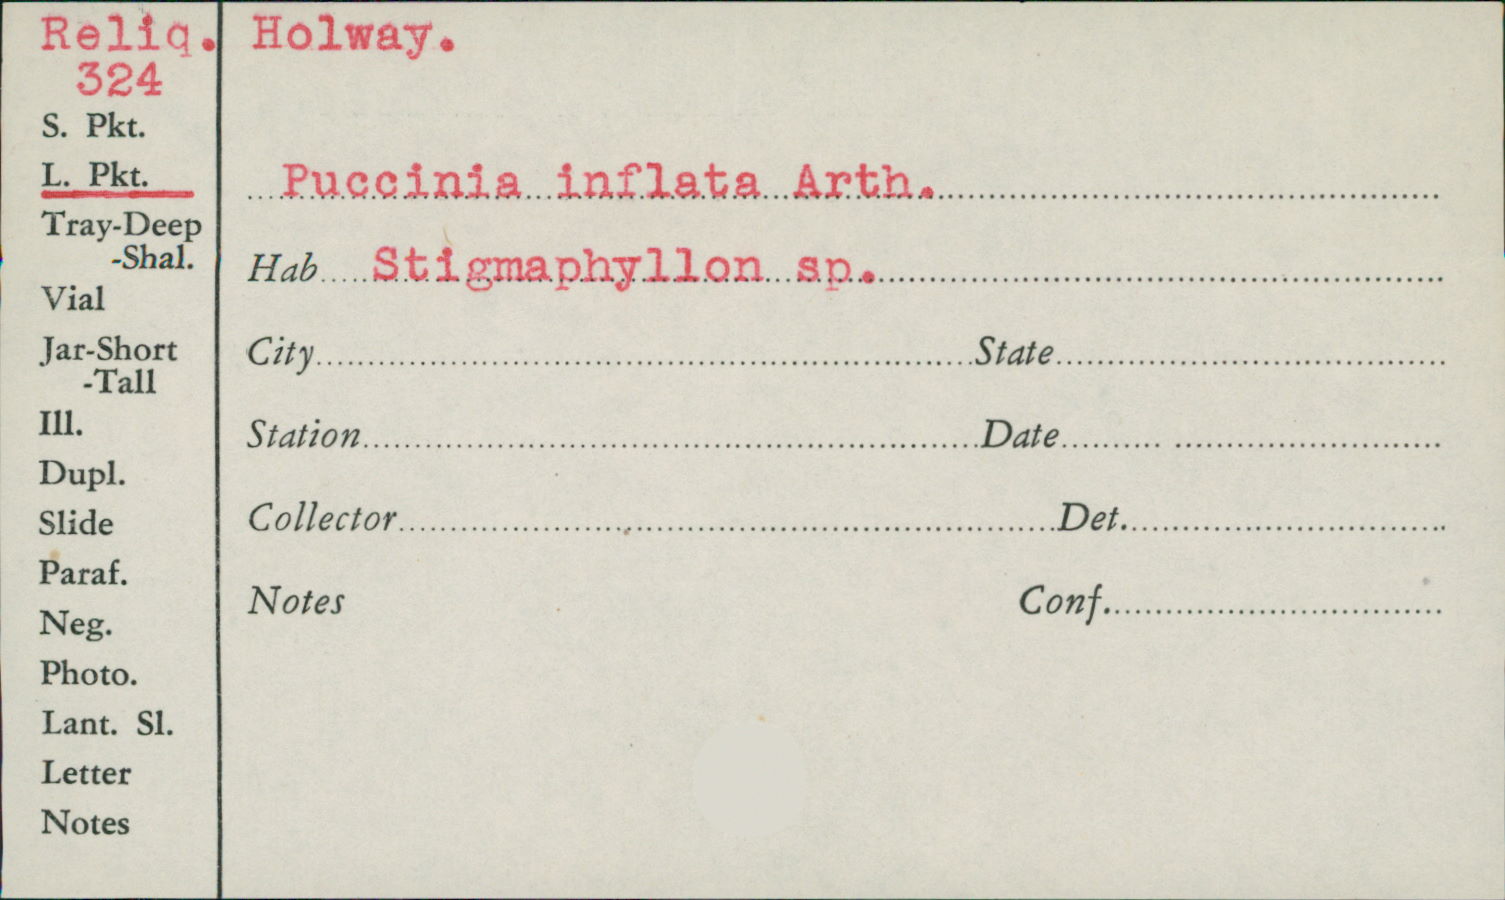 Reliq. Holway.
324
S. Pkt.
L. Pkt.
Puccinia inflata Arth.
Tray-Deep
-Shal.
Hab Stigmaphyllon sp.
Vial
Jar-Short
-Tall
City State
Ill.
Station Date
Dupl.
Slide
Collector Det.
Paraf.
Neg.
Notes Conf.
Photo.
Lant. Sl.
Letter
Notes